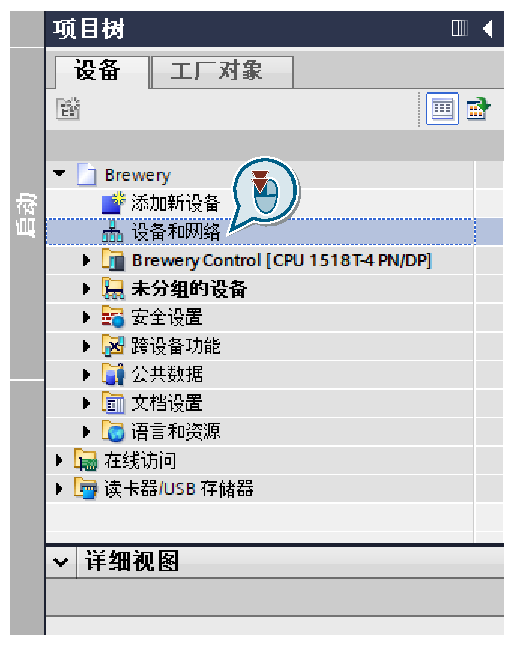 项目树
设备
工厂对象
启动
Brewery
添加新设备
设备和网络
Brewery Control [CPU 1518T-4 PN/DP]
未分组的设备
安全设置
跨设备功能
公共数据
文档设置
语言和资源
在线访问
读卡器/USB 存储器
详细视图